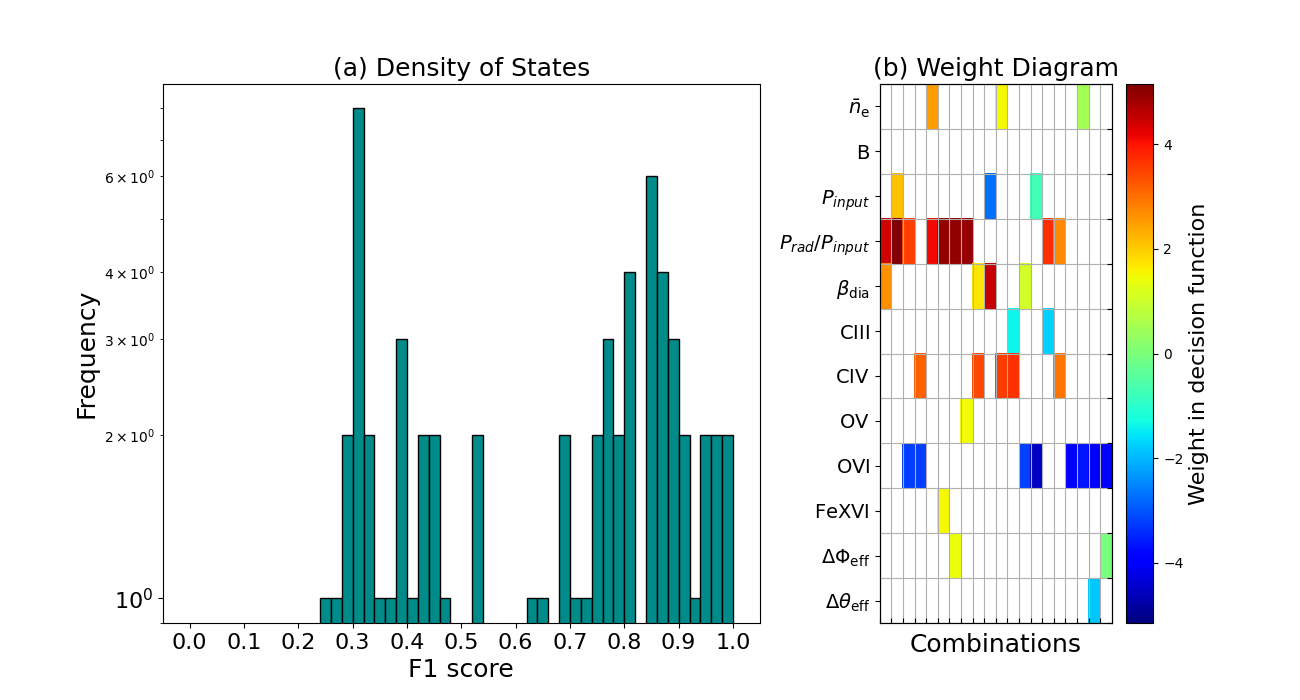 (a) Density of States
6 × 10⁰
4 × 10⁰
3 × 10⁰
2 × 10⁰
10⁰
Frequency
0.0 0.1 0.2 0.3 0.4 0.5 0.6 0.7 0.8 0.9 1.0
F1 score
(b) Weight Diagram
n̄e
B
Pinput
Prad/Pinput
βdia
CIII
CIV
OV
OVI
FeXVI
ΔΦeff
Δθeff
Combinations
4
2
0
−2
−4
Weight in decision function